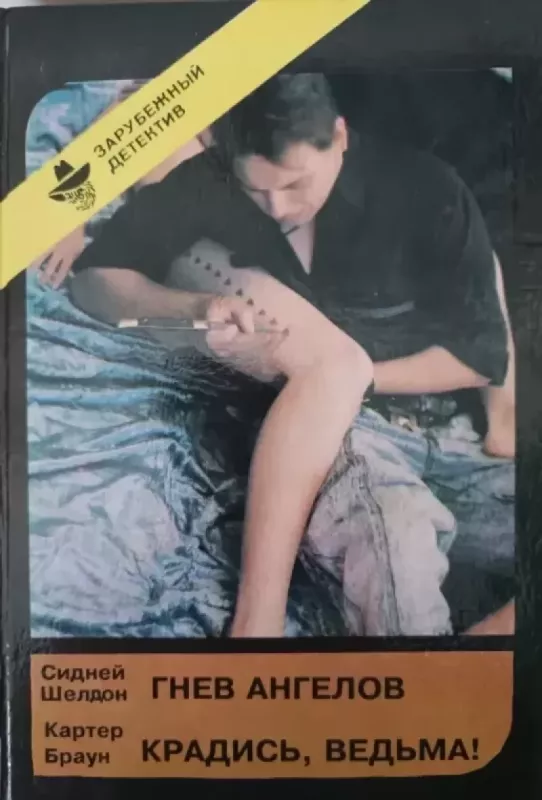 ЗАРУБЕЖНЫЙ
ДЕТЕКТИВ
Сидней
Шелдон
ГНЕВ АНГЕЛОВ
Картер
Браун
КРАДИСЬ, ВЕДЬМА!